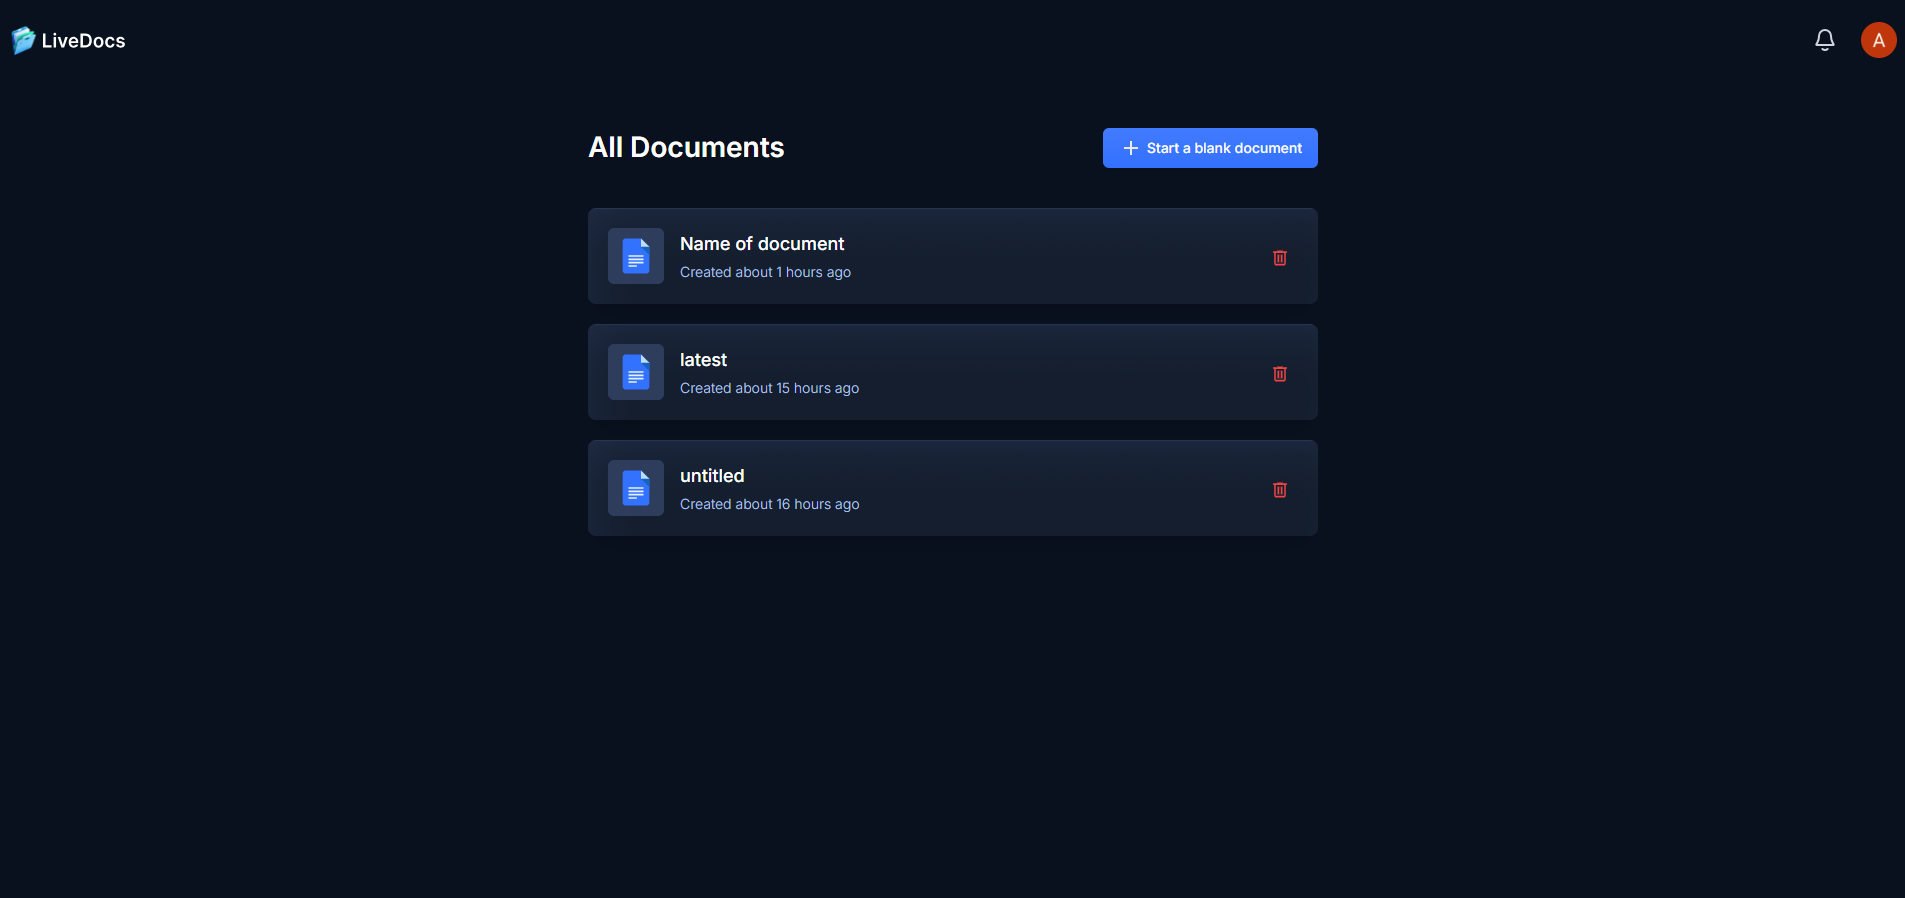 LiveDocs
A
All Documents
Start a blank document
Name of document
Created about 1 hours ago
latest
Created about 15 hours ago
untitled
Created about 16 hours ago